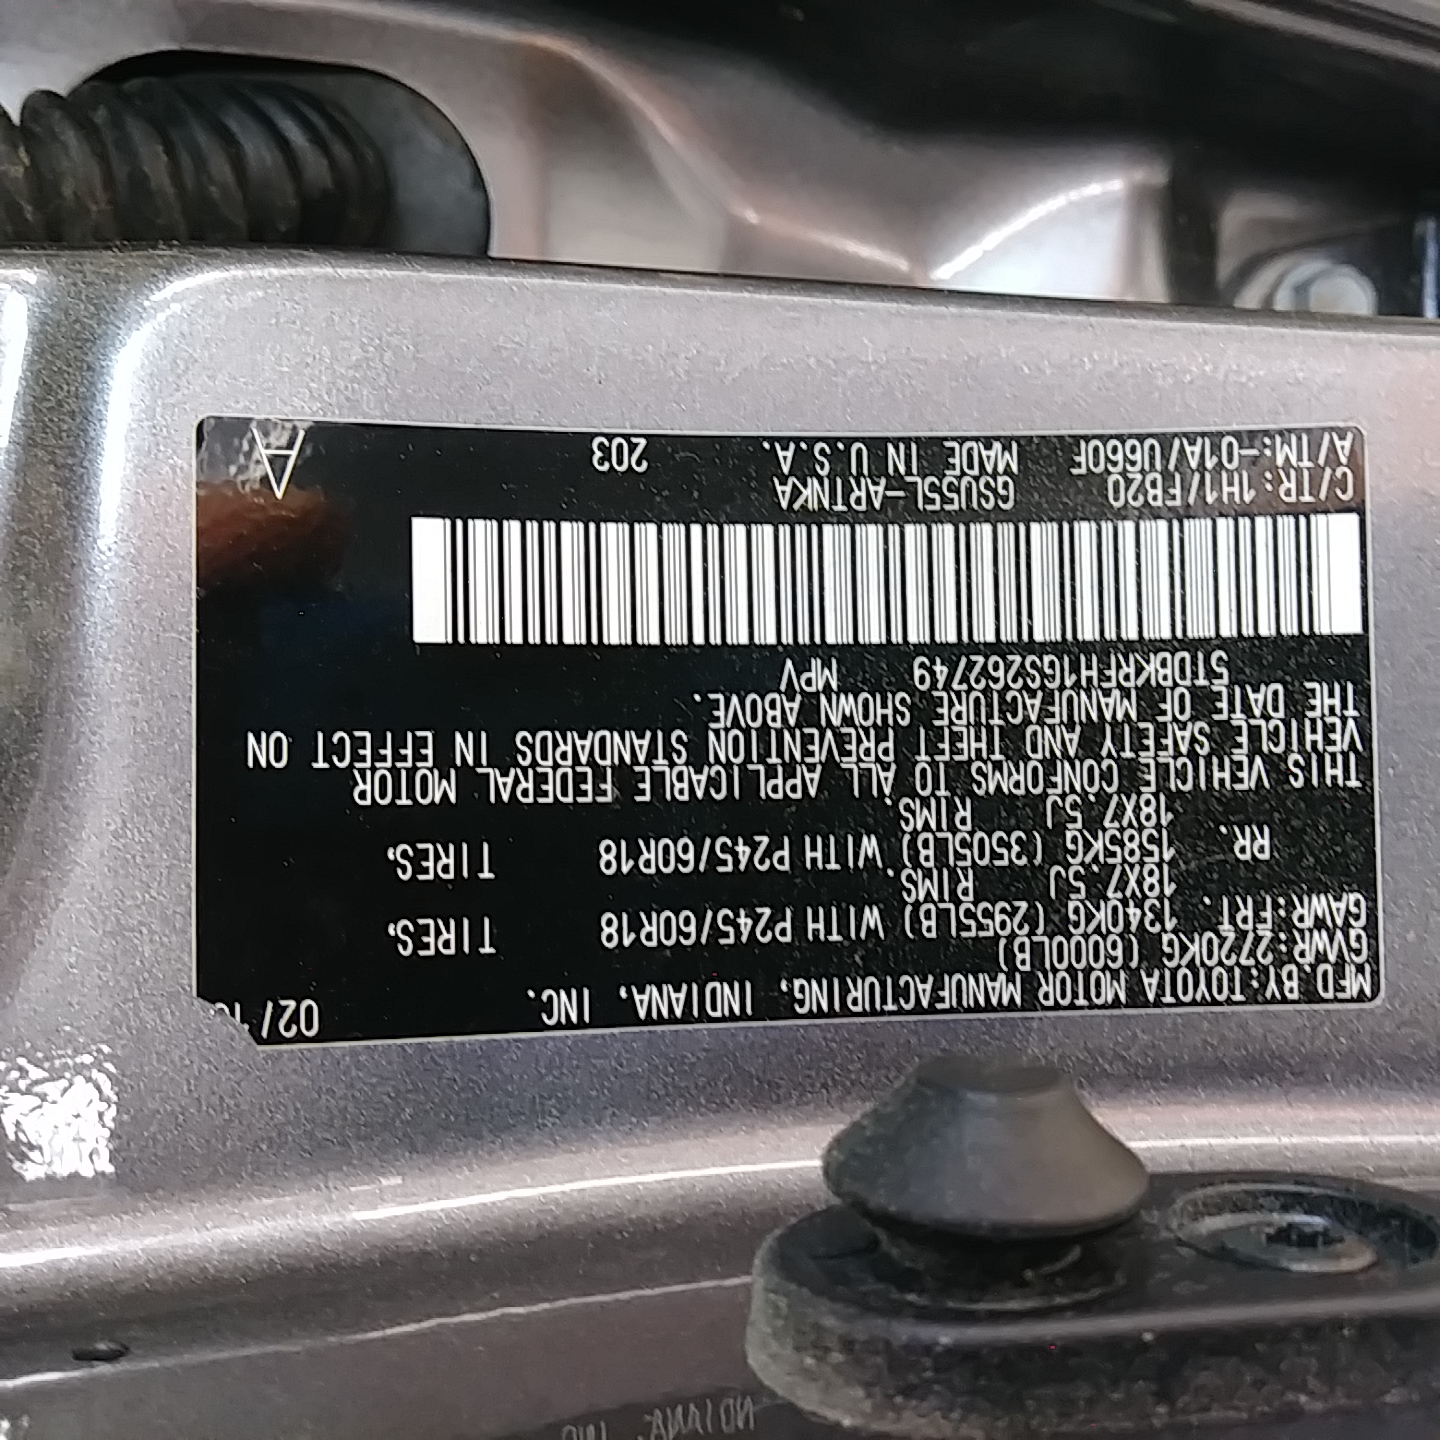 MFD.BY:TOYOTA MOTOR MANUFACTURING, INDIANA, INC. 02/
GVWR:2720KG (6000LB)
GAWR:FRT. 1340KG (2955LB) WITH P245/60R18 TIRES,
18X7.5J RIMS.
RR. 1585KG (3505LB) WITH P245/60R18 TIRES,
18X7.5J RIMS.
THIS VEHICLE CONFORMS TO ALL APPLICABLE FEDERAL MOTOR
VEHICLE SAFETY AND THEFT PREVENTION STANDARDS IN EFFECT ON
THE DATE OF MANUFACTURE SHOWN ABOVE.
5TDBKRFH1GS262749 MPV
C/TR:1H1/FB20 GSU55L-ARTNKA
A/TM:-01A/U660F MADE IN U.S.A. 203 A